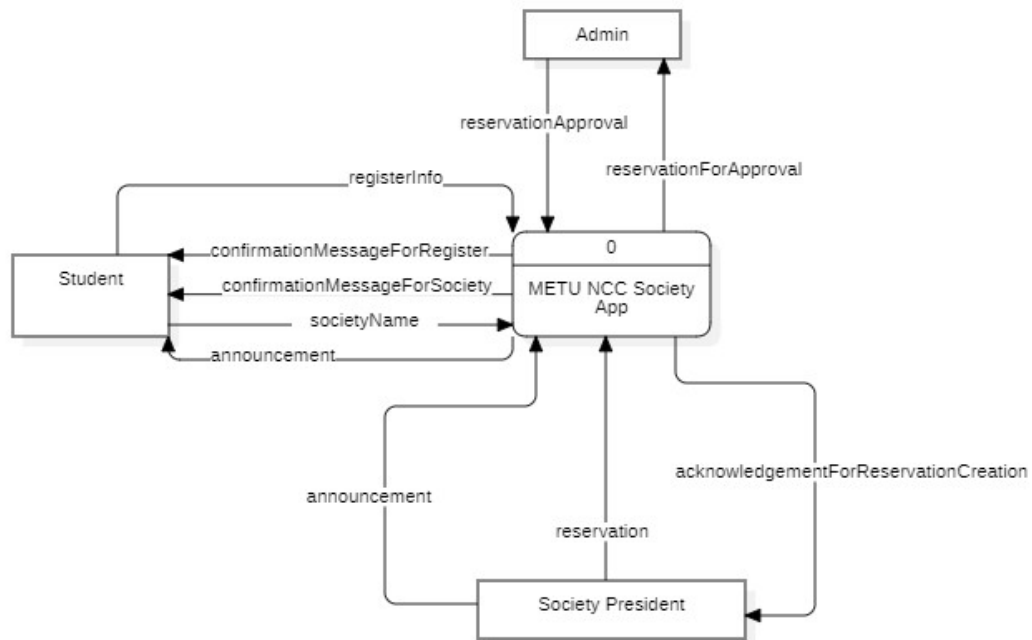 Admin
reservationApproval
reservationForApproval
registerInfo
0
METU NCC Society
App
Student
confirmationMessageForRegister
confirmationMessageForSociety
societyName
announcement
announcement
reservation
acknowledgementForReservationCreation
Society President